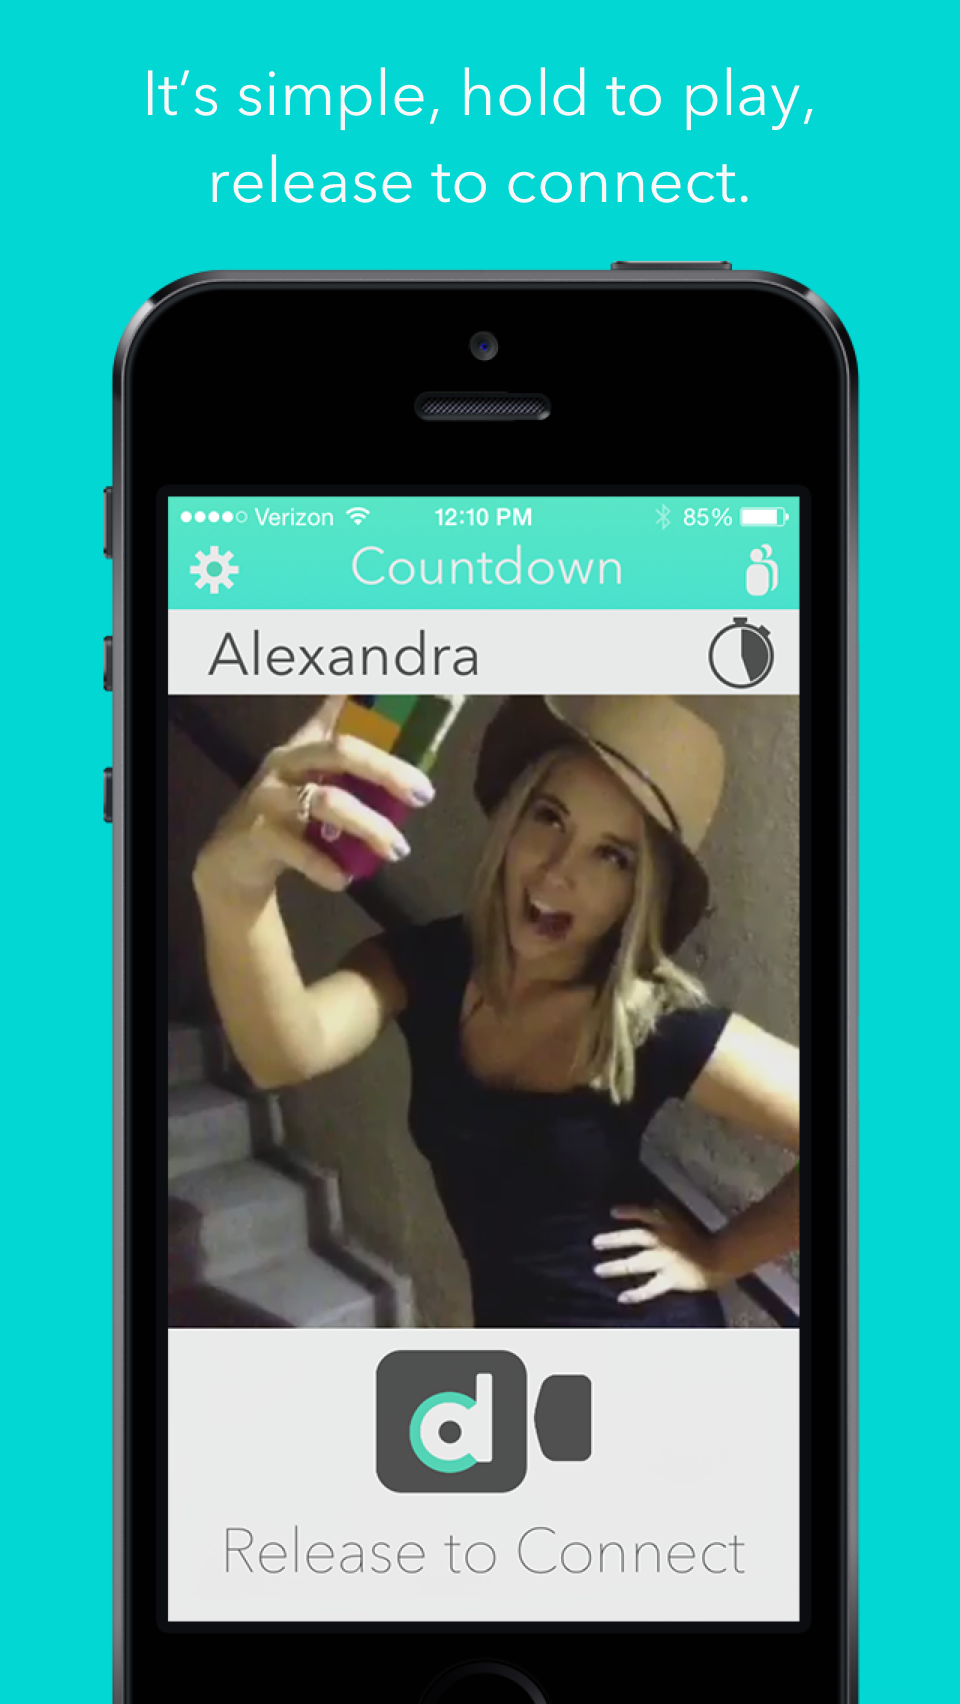 It's simple, hold to play,
release to connect.
Verizon 12:10 PM 85%
Countdown
Alexandra
d
Release to Connect